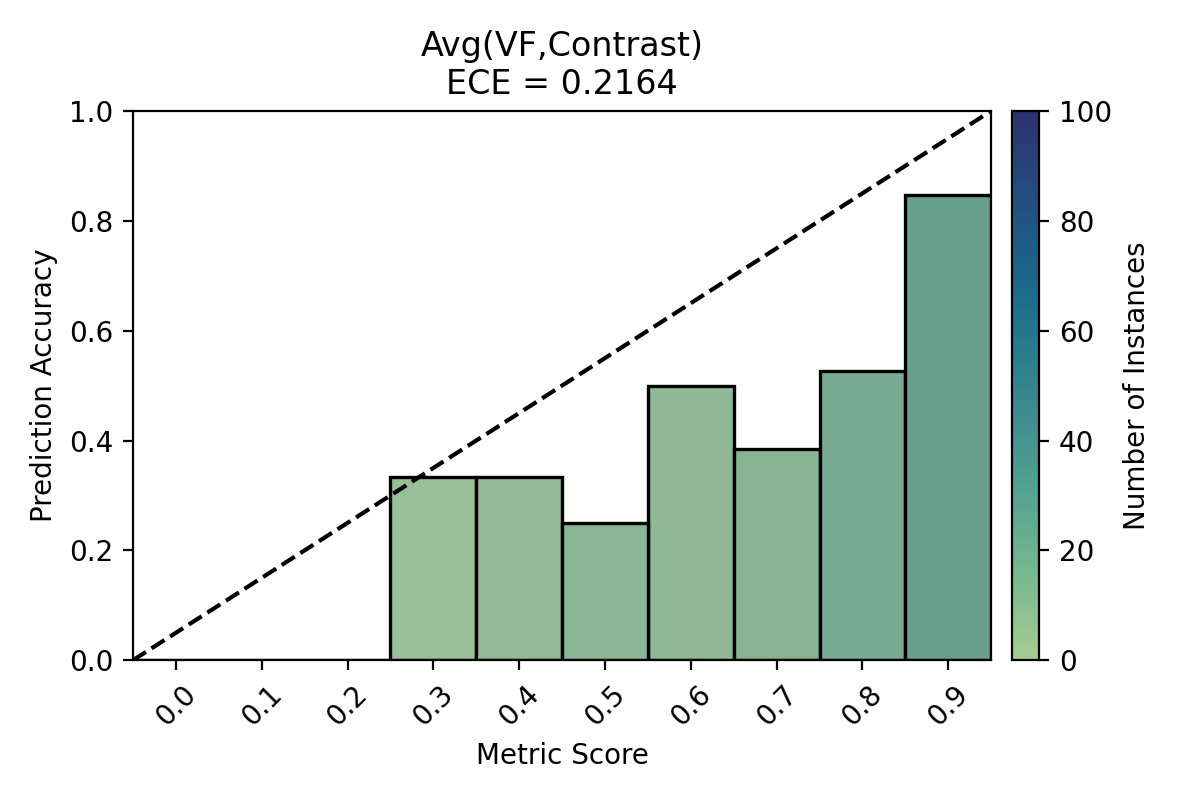 Avg(VF,Contrast)
ECE = 0.2164
1.0
0.8
0.6
0.4
0.2
0.0
Prediction Accuracy
0.0 0.1 0.2 0.3 0.4 0.5 0.6 0.7 0.8 0.9
Metric Score
100
80
60
40
20
0
Number of Instances